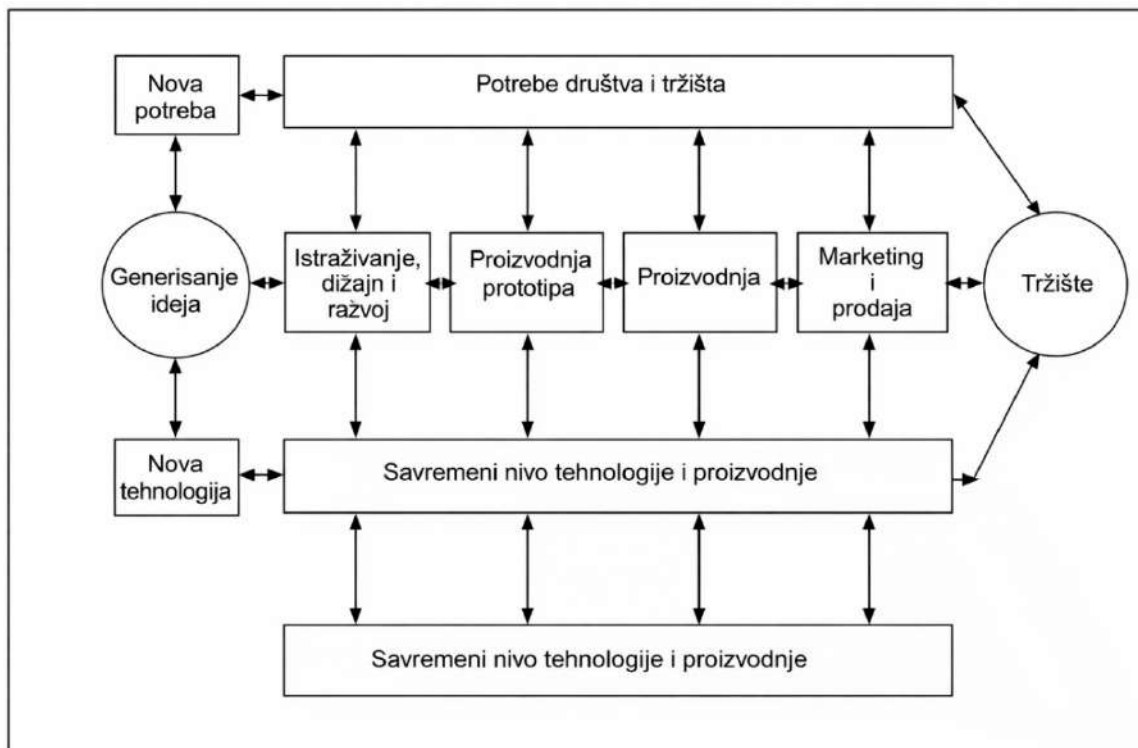 Nova
potreba
Potrebe društva i tržišta
Generisanje
ideja
Istraživanje,
dižajn i
razvoj
Proizvodnja
prototipa
Proizvodnja
Marketing
i
prodaja
Tržište
Nova
tehnologija
Savremeni nivo tehnologije i proizvodnje
Savremeni nivo tehnologije i proizvodnje